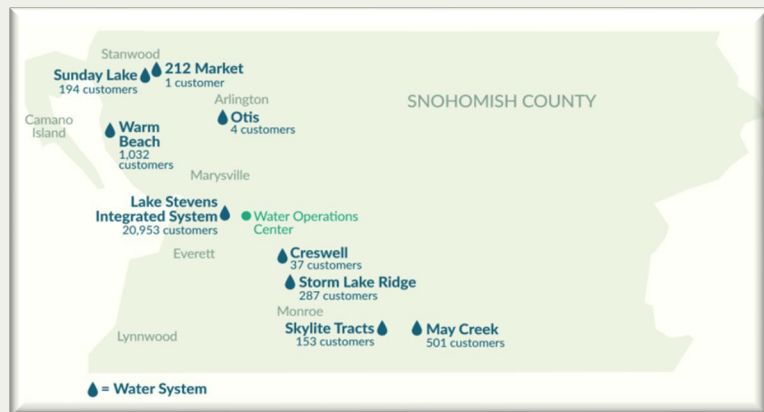 Stanwood
Sunday Lake
194 customers
212 Market
1 customer
Arlington
Otis
4 customers
SNOHOMISH COUNTY
Camano
Island
Warm
Beach
1,032
customers
Marysville
Lake Stevens
Integrated System
20,953 customers
Water Operations
Center
Everett
Creswell
37 customers
Storm Lake Ridge
287 customers
Monroe
Lynnwood
Skylite Tracts
153 customers
May Creek
501 customers
= Water System